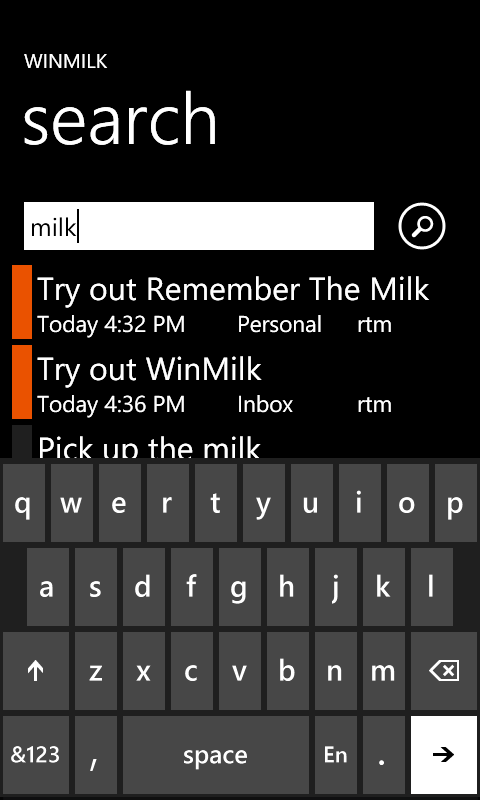 WINMILK
search
milk
Try out Remember The Milk
Today 4:32 PM Personal rtm
Try out WinMilk
Today 4:36 PM Inbox rtm
Pick up the milk
q w e r t y u i o p
a s d f g h j k l
z x c v b n m
&123 , space En .